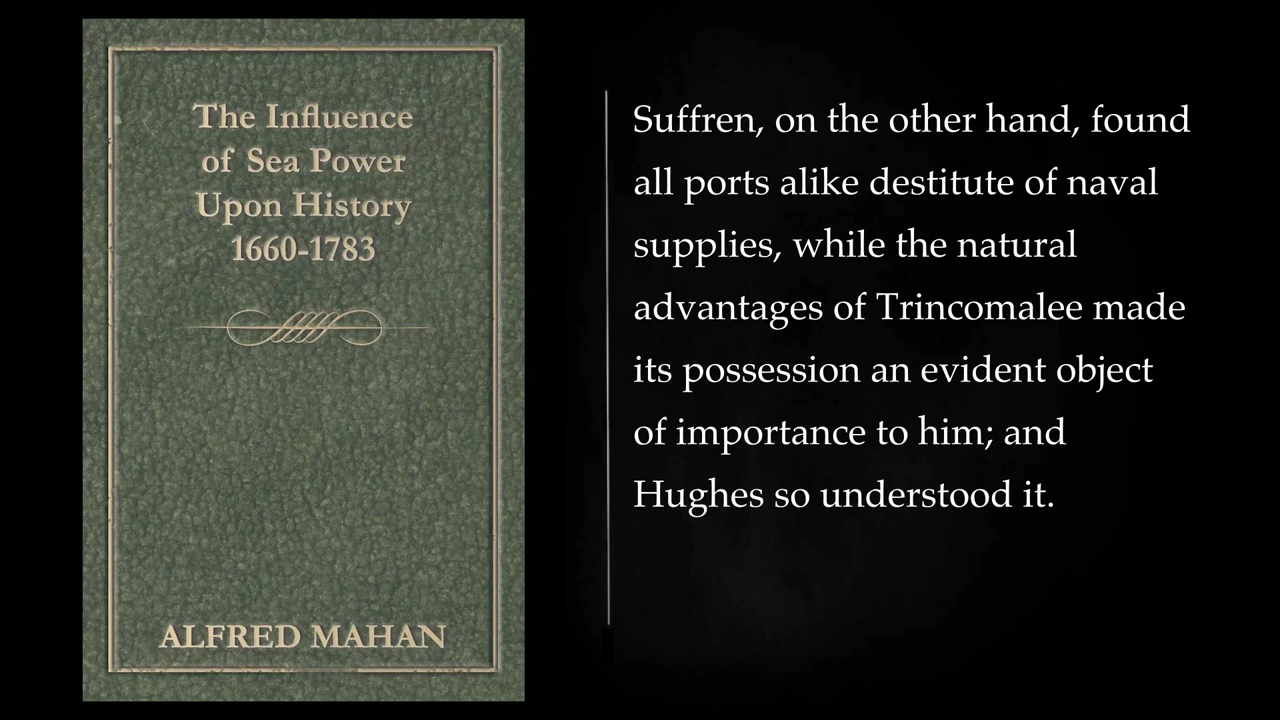 The Influence
of Sea Power
Upon History
1660-1783
ALFRED MAHAN
Suffren, on the other hand, found
all ports alike destitute of naval
supplies, while the natural
advantages of Trincomalee made
its possession an evident object
of importance to him; and
Hughes so understood it.